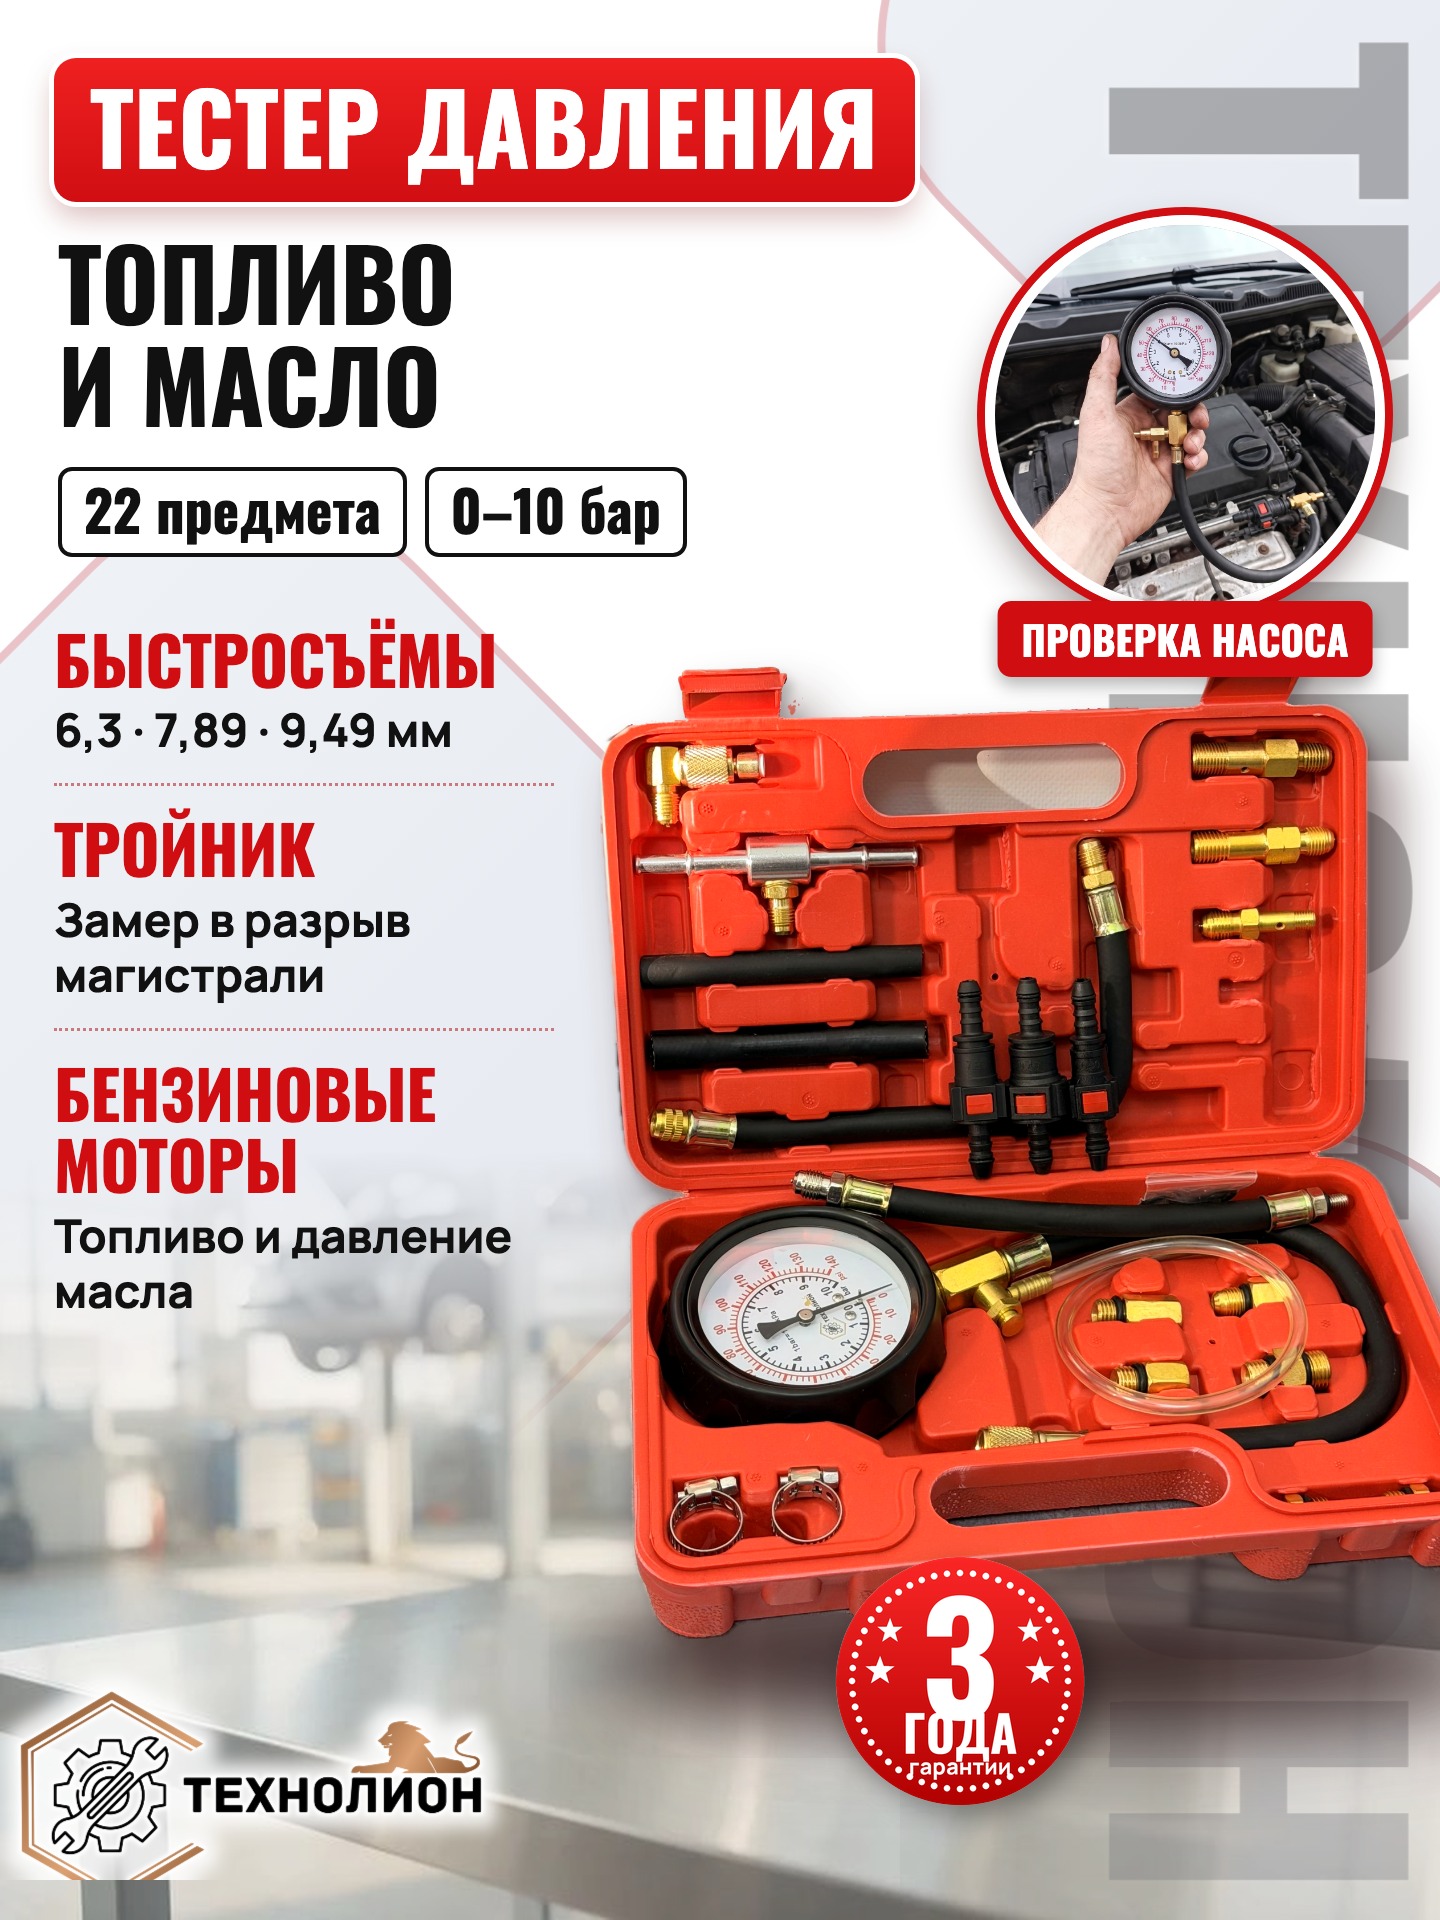 ТЕСТЕР ДАВЛЕНИЯ
ТОПЛИВО
И МАСЛО
22 предмета
0–10 бар
ПРОВЕРКА НАСОСА
БЫСТРОСЪЁМЫ
6,3 · 7,89 · 9,49 мм
ТРОЙНИК
Замер в разрыв
магистрали
БЕНЗИНОВЫЕ
МОТОРЫ
Топливо и давление
масла
3
ГОДА
гарантии
ТЕХНОЛИОН